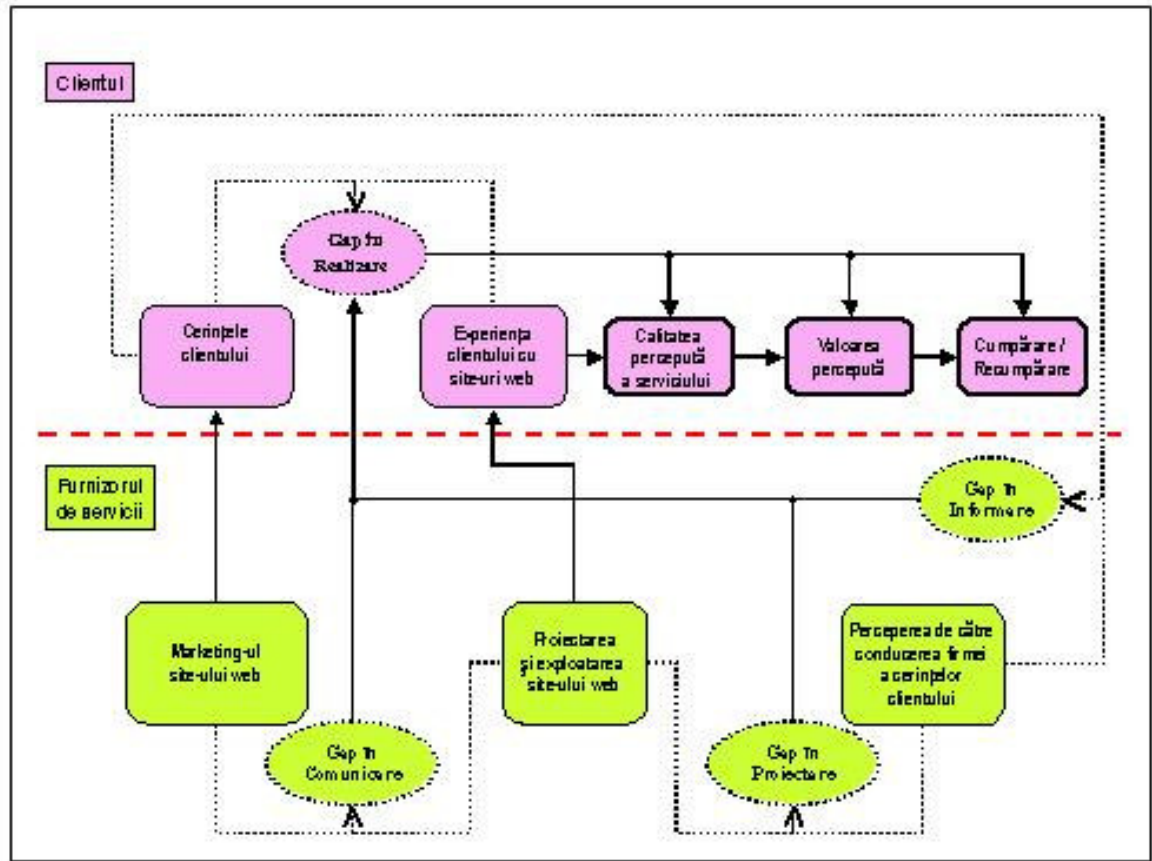 Clientul
Gap în
Realizare
Cerințele
clientului
Experiența
clientului cu
site-uri web
Calitatea
percepută
a serviciului
Valoarea
percepută
Cumpărare /
Recumpărare
Furnizorul
de servicii
Gap în
Informare
Marketing-ul
site-ului web
Proiectarea
și exploatarea
site-ului web
Perceperea de către
conducerea firmei
a cerințelor
clientului
Gap în
Comunicare
Gap în
Proiectare